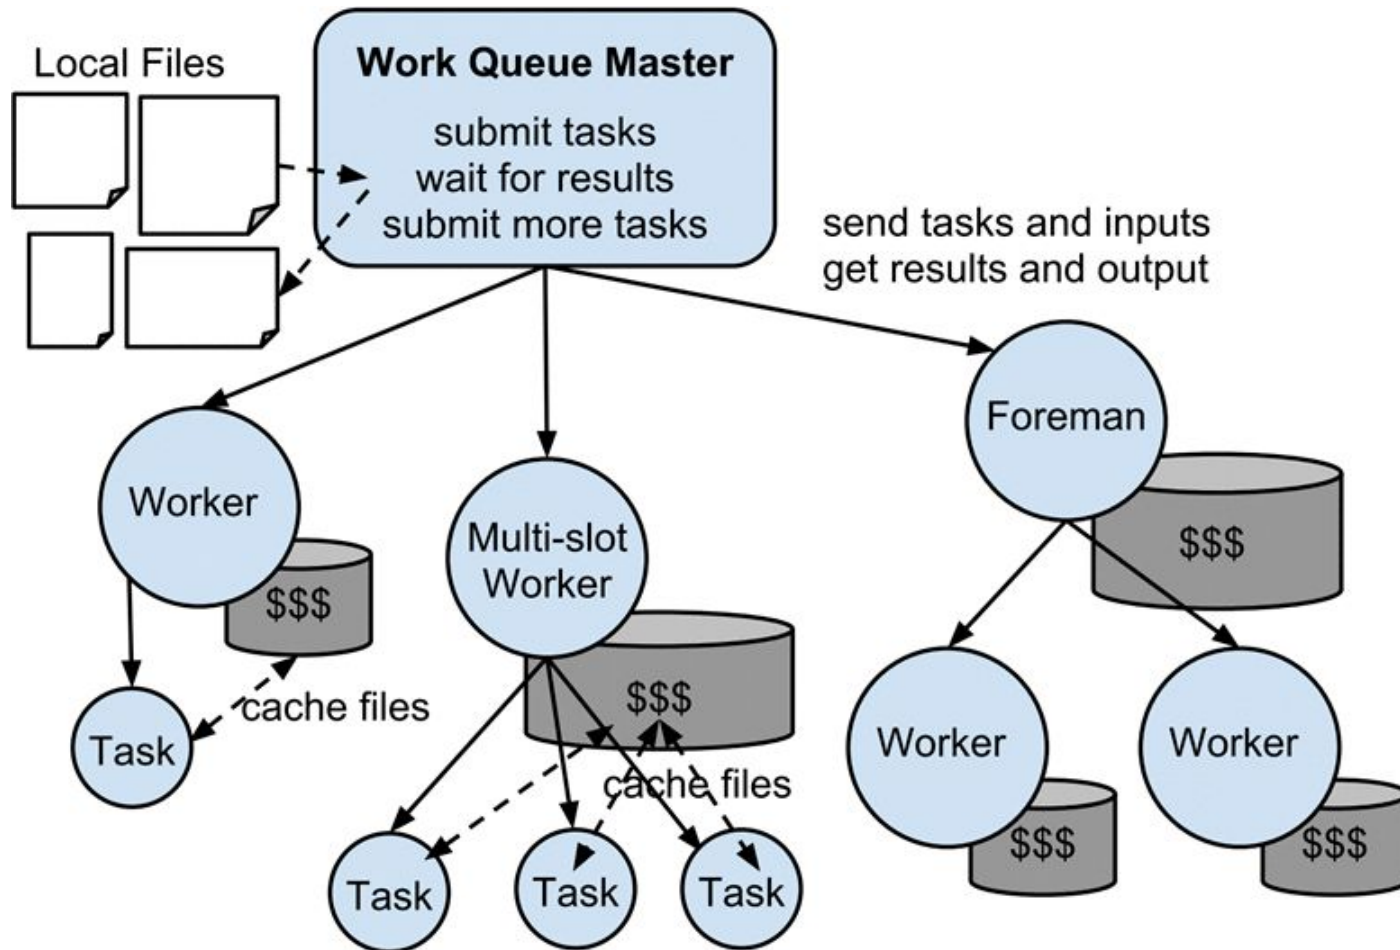 Local Files
Work Queue Master
submit tasks
wait for results
submit more tasks
send tasks and inputs
get results and output
Foreman
$$$
Worker
$$$
Multi-slot
Worker
$$$
cache files
Task
cache files
Task
Task
Task
Worker
$$$
Worker
$$$